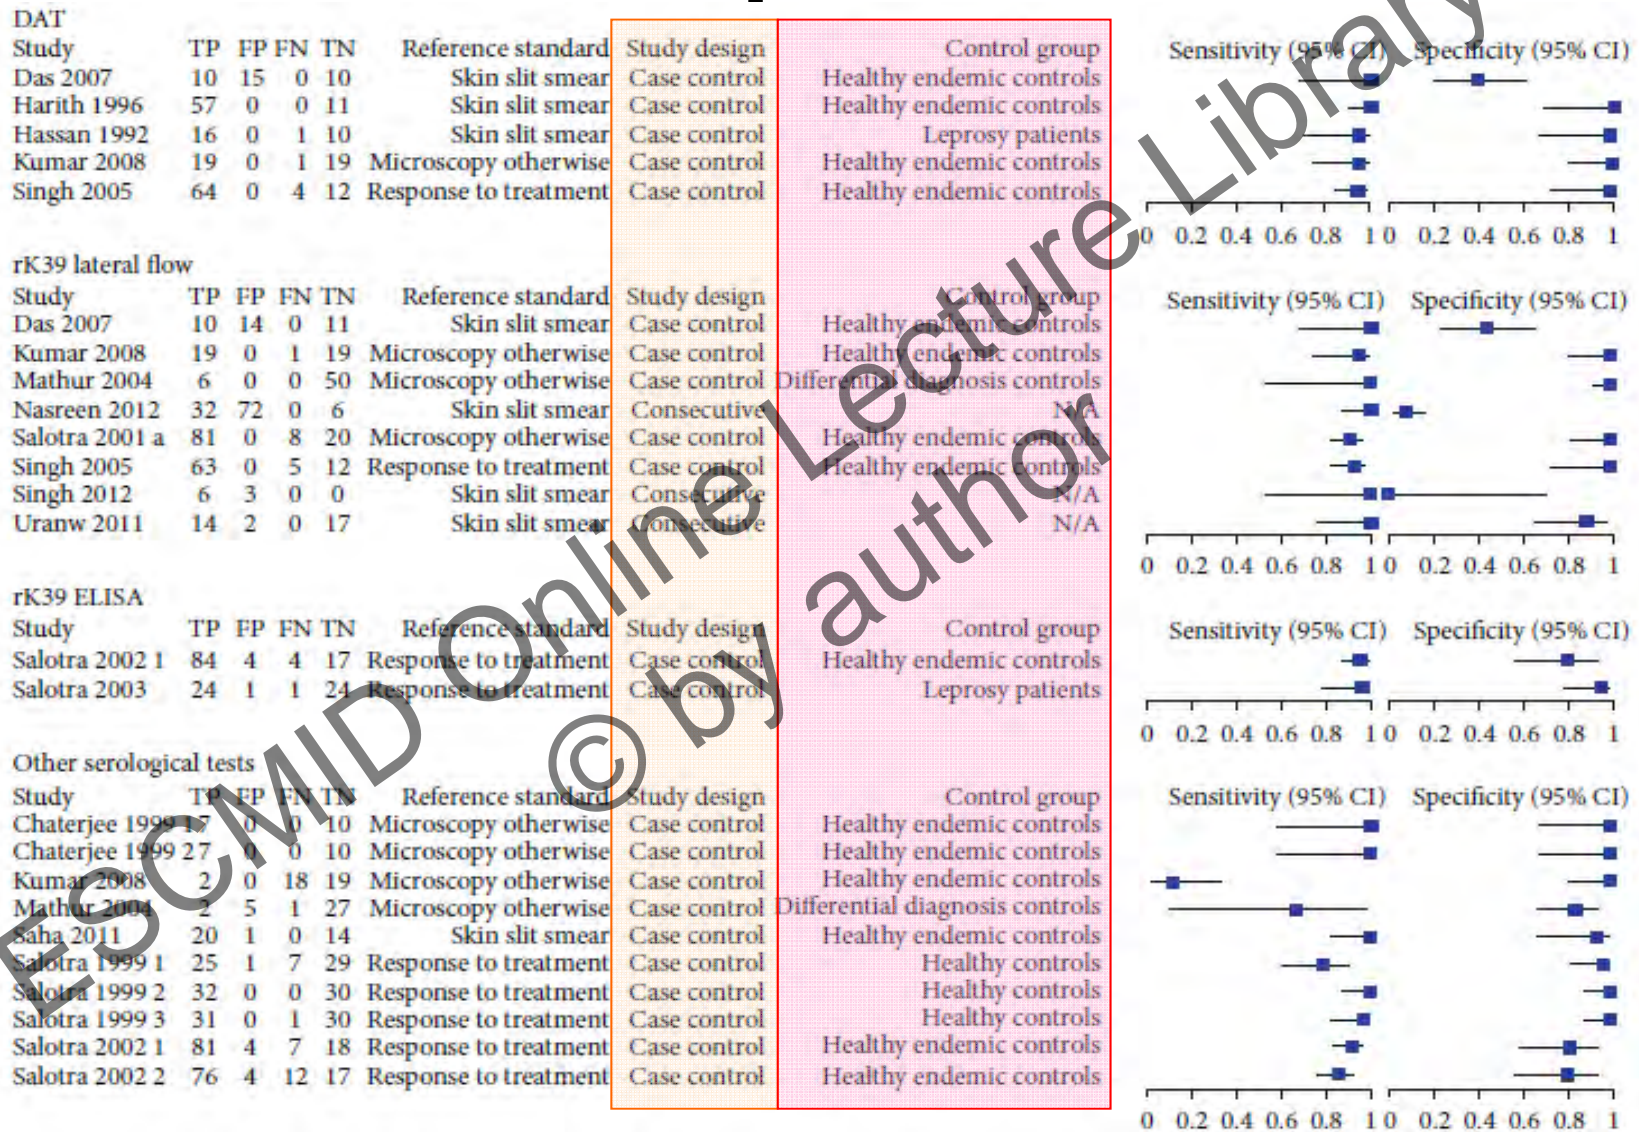 DAT
Study TP FP FN TN Reference standard Study design Control group Sensitivity (95% CI) Specificity (95% CI)
Das 2007 10 15 0 10 Skin slit smear Case control Healthy endemic controls
Harith 1996 57 0 0 11 Skin slit smear Case control Healthy endemic controls
Hassan 1992 16 0 1 10 Skin slit smear Case control Leprosy patients
Kumar 2008 19 0 1 19 Microscopy otherwise Case control Healthy endemic controls
Singh 2005 64 0 4 12 Response to treatment Case control Healthy endemic controls
0 0.2 0.4 0.6 0.8 1 0 0.2 0.4 0.6 0.8 1
rK39 lateral flow
Study TP FP FN TN Reference standard Study design Control group Sensitivity (95% CI) Specificity (95% CI)
Das 2007 10 14 0 11 Skin slit smear Case control Healthy endemic controls
Kumar 2008 19 0 1 19 Microscopy otherwise Case control Healthy endemic controls
Mathur 2004 6 0 0 50 Microscopy otherwise Case control Differential diagnosis controls
Nasreen 2012 32 72 0 6 Skin slit smear Consecutive N/A
Salotra 2001 a 81 0 8 20 Microscopy otherwise Case control Healthy endemic controls
Singh 2005 63 0 5 12 Response to treatment Case control Healthy endemic controls
Singh 2012 6 3 0 0 Skin slit smear Consecutive N/A
Uranw 2011 14 2 0 17 Skin slit smear Consecutive N/A
0 0.2 0.4 0.6 0.8 1 0 0.2 0.4 0.6 0.8 1
rK39 ELISA
Study TP FP FN TN Reference standard Study design Control group Sensitivity (95% CI) Specificity (95% CI)
Salotra 2002 1 84 4 4 17 Response to treatment Case control Healthy endemic controls
Salotra 2003 24 1 1 24 Response to treatment Case control Leprosy patients
0 0.2 0.4 0.6 0.8 1 0 0.2 0.4 0.6 0.8 1
Other serological tests
Study TP FP FN TN Reference standard Study design Control group Sensitivity (95% CI) Specificity (95% CI)
Chaterjee 1999 17 0 0 10 Microscopy otherwise Case control Healthy endemic controls
Chaterjee 1999 27 0 0 10 Microscopy otherwise Case control Healthy endemic controls
Kumar 2008 2 0 18 19 Microscopy otherwise Case control Healthy endemic controls
Mathur 2004 2 5 1 27 Microscopy otherwise Case control Differential diagnosis controls
Saha 2011 20 1 0 14 Skin slit smear Case control Healthy endemic controls
Salotra 1999 1 25 1 7 29 Response to treatment Case control Healthy controls
Salotra 1999 2 32 0 0 30 Response to treatment Case control Healthy controls
Salotra 1999 3 31 0 1 30 Response to treatment Case control Healthy controls
Salotra 2002 1 81 4 7 18 Response to treatment Case control Healthy endemic controls
Salotra 2002 2 76 4 12 17 Response to treatment Case control Healthy endemic controls
0 0.2 0.4 0.6 0.8 1 0 0.2 0.4 0.6 0.8 1
ESCMID Online Lecture Library
© by author